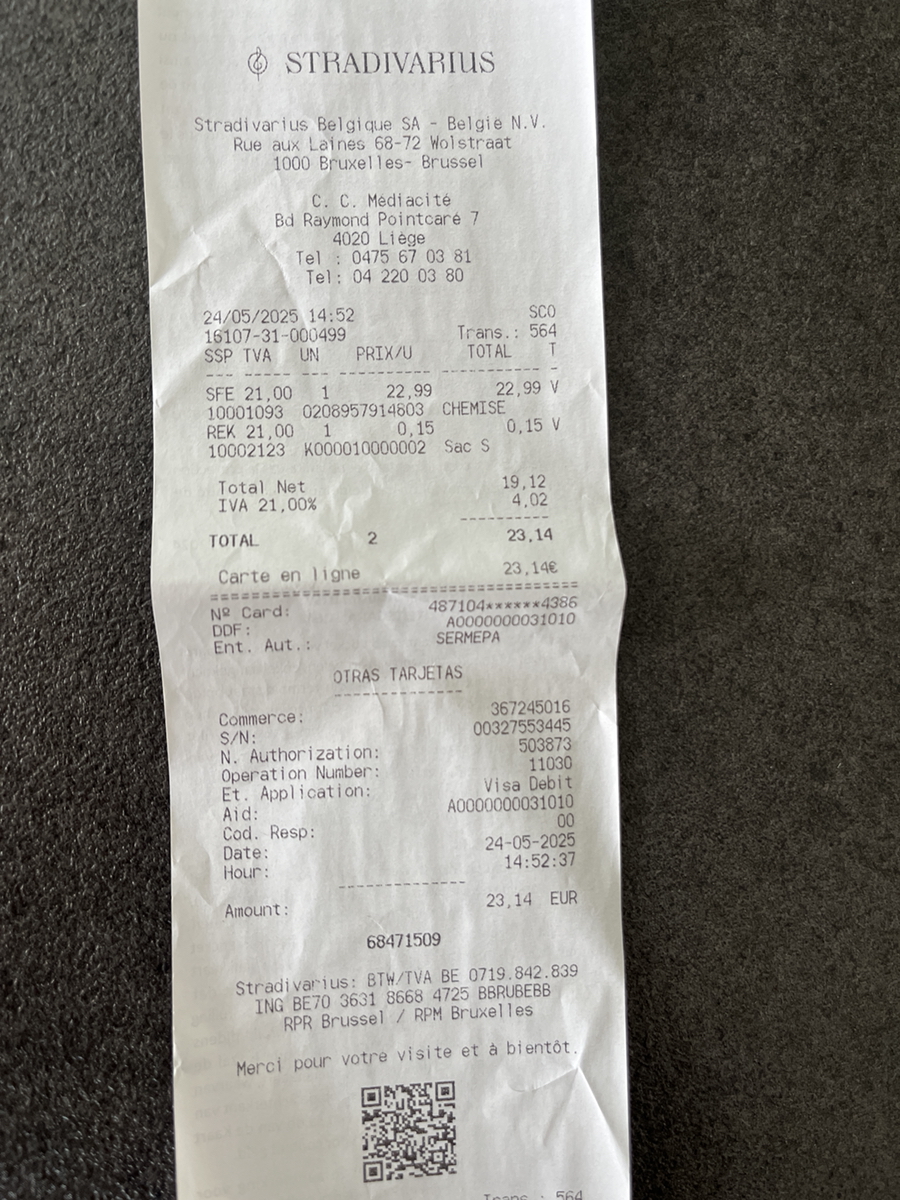 STRADIVARIUS
Stradivarius Belgique SA - Belgie N.V.
Rue aux Laines 68-72 Wolstraat
1000 Bruxelles- Brussel
C. C. Médiacité
Bd Raymond Pointcaré 7
4020 Liège
Tel : 0475 67 03 81
Tel: 04 220 03 80
24/05/2025 14:52 SCO
16107-31-000499 Trans.: 564
SSP TVA UN PRIX/U TOTAL T
--- ----- --- --------- ---------- -
SFE 21,00 1 22,99 22,99 V
10001093 0208957914803 CHEMISE
REK 21,00 1 0,15 0,15 V
10002123 K000010000002 Sac S
Total Net 19,12
IVA 21,00% 4,02
----------
TOTAL 2 23,14
Carte en ligne 23,14€
==========================================
Nº Card: 487104******4386
DDF: A0000000031010
Ent. Aut.: SERMEPA
OTRAS TARJETAS
--------------
Commerce: 367245016
S/N: 00327553445
N. Authorization: 503873
Operation Number: 11030
Et. Application: Visa Debit
Aid: A0000000031010
Cod. Resp: 00
Date: 24-05-2025
Hour: 14:52:37
--------------
Amount: 23,14 EUR
68471509
Stradivarius: BTW/TVA BE 0719.842.839
ING BE70 3631 8668 4725 BBRUBEBB
RPR Brussel / RPM Bruxelles
Merci pour votre visite et à bientôt.
Trans.: 564